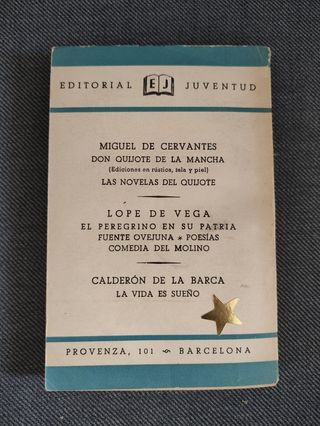 EDITORIAL EJ JUVENTUD
MIGUEL DE CERVANTES
DON QUIJOTE DE LA MANCHA
(Ediciones en rústica, tela y piel)
LAS NOVELAS DEL QUIJOTE
LOPE DE VEGA
EL PEREGRINO EN SU PATRIA
FUENTE OVEJUNA * POESÍAS
COMEDIA DEL MOLINO
CALDERÓN DE LA BARCA
LA VIDA ES SUEÑO
PROVENZA, 101 ~ BARCELONA